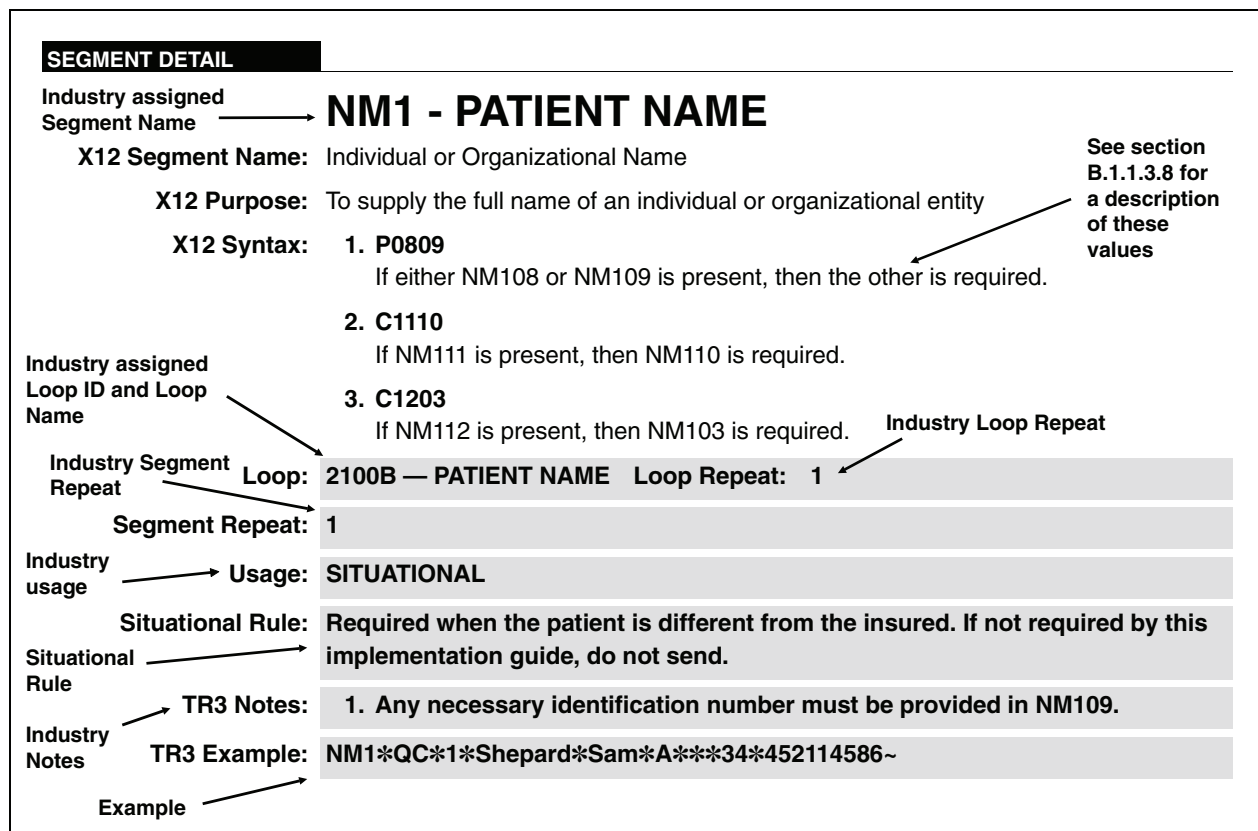 SEGMENT DETAIL
Industry assigned
Segment Name
NM1 - PATIENT NAME
X12 Segment Name: Individual or Organizational Name
X12 Purpose: To supply the full name of an individual or organizational entity
See section
B.1.1.3.8 for
a description
of these
values
X12 Syntax: 1. P0809
If either NM108 or NM109 is present, then the other is required.
2. C1110
If NM111 is present, then NM110 is required.
3. C1203
If NM112 is present, then NM103 is required.
Industry assigned
Loop ID and Loop
Name
Industry Loop Repeat
Industry Segment
Repeat
Loop: 2100B — PATIENT NAME Loop Repeat: 1
Segment Repeat: 1
Industry
usage
Usage: SITUATIONAL
Situational Rule: Required when the patient is different from the insured. If not required by this
implementation guide, do not send.
Situational
Rule
TR3 Notes: 1. Any necessary identification number must be provided in NM109.
Industry
Notes
TR3 Example: NM1✽QC✽1✽Shepard✽Sam✽A✽✽✽34✽452114586~
Example